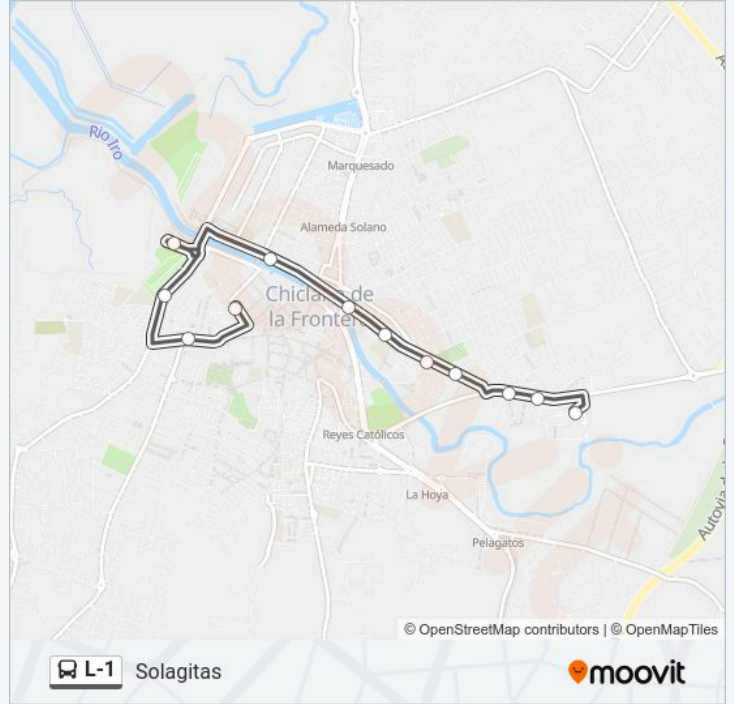 Rio Iro
Marquesado
Alameda Solano
Chiclana de
la Frontera
Reyes Católicos
La Hoya
Pelagatos
Autovía d
© OpenStreetMap contributors | © OpenMapTiles
L-1 Solagitas
moovit